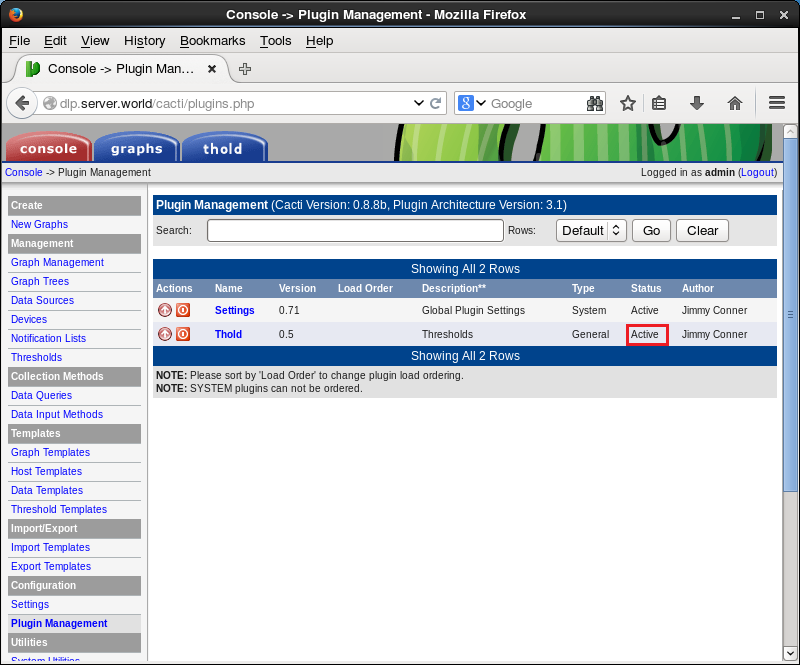 Console -> Plugin Management - Mozilla Firefox
File Edit View History Bookmarks Tools Help
Console -> Plugin Man...
dlp.server.world/cacti/plugins.php
8 Google
console graphs thold
Console -> Plugin Management
Logged in as admin (Logout)
Create
New Graphs
Management
Graph Management
Graph Trees
Data Sources
Devices
Notification Lists
Thresholds
Collection Methods
Data Queries
Data Input Methods
Templates
Graph Templates
Host Templates
Data Templates
Threshold Templates
Import/Export
Import Templates
Export Templates
Configuration
Settings
Plugin Management
Utilities
System Utilities
Plugin Management (Cacti Version: 0.8.8b, Plugin Architecture Version: 3.1)
Search: Rows: Default Go Clear
Showing All 2 Rows
Actions Name Version Load Order Description** Type Status Author
Settings 0.71 Global Plugin Settings System Active Jimmy Conner
Thold 0.5 Thresholds General Active Jimmy Conner
Showing All 2 Rows
NOTE: Please sort by 'Load Order' to change plugin load ordering.
NOTE: SYSTEM plugins can not be ordered.